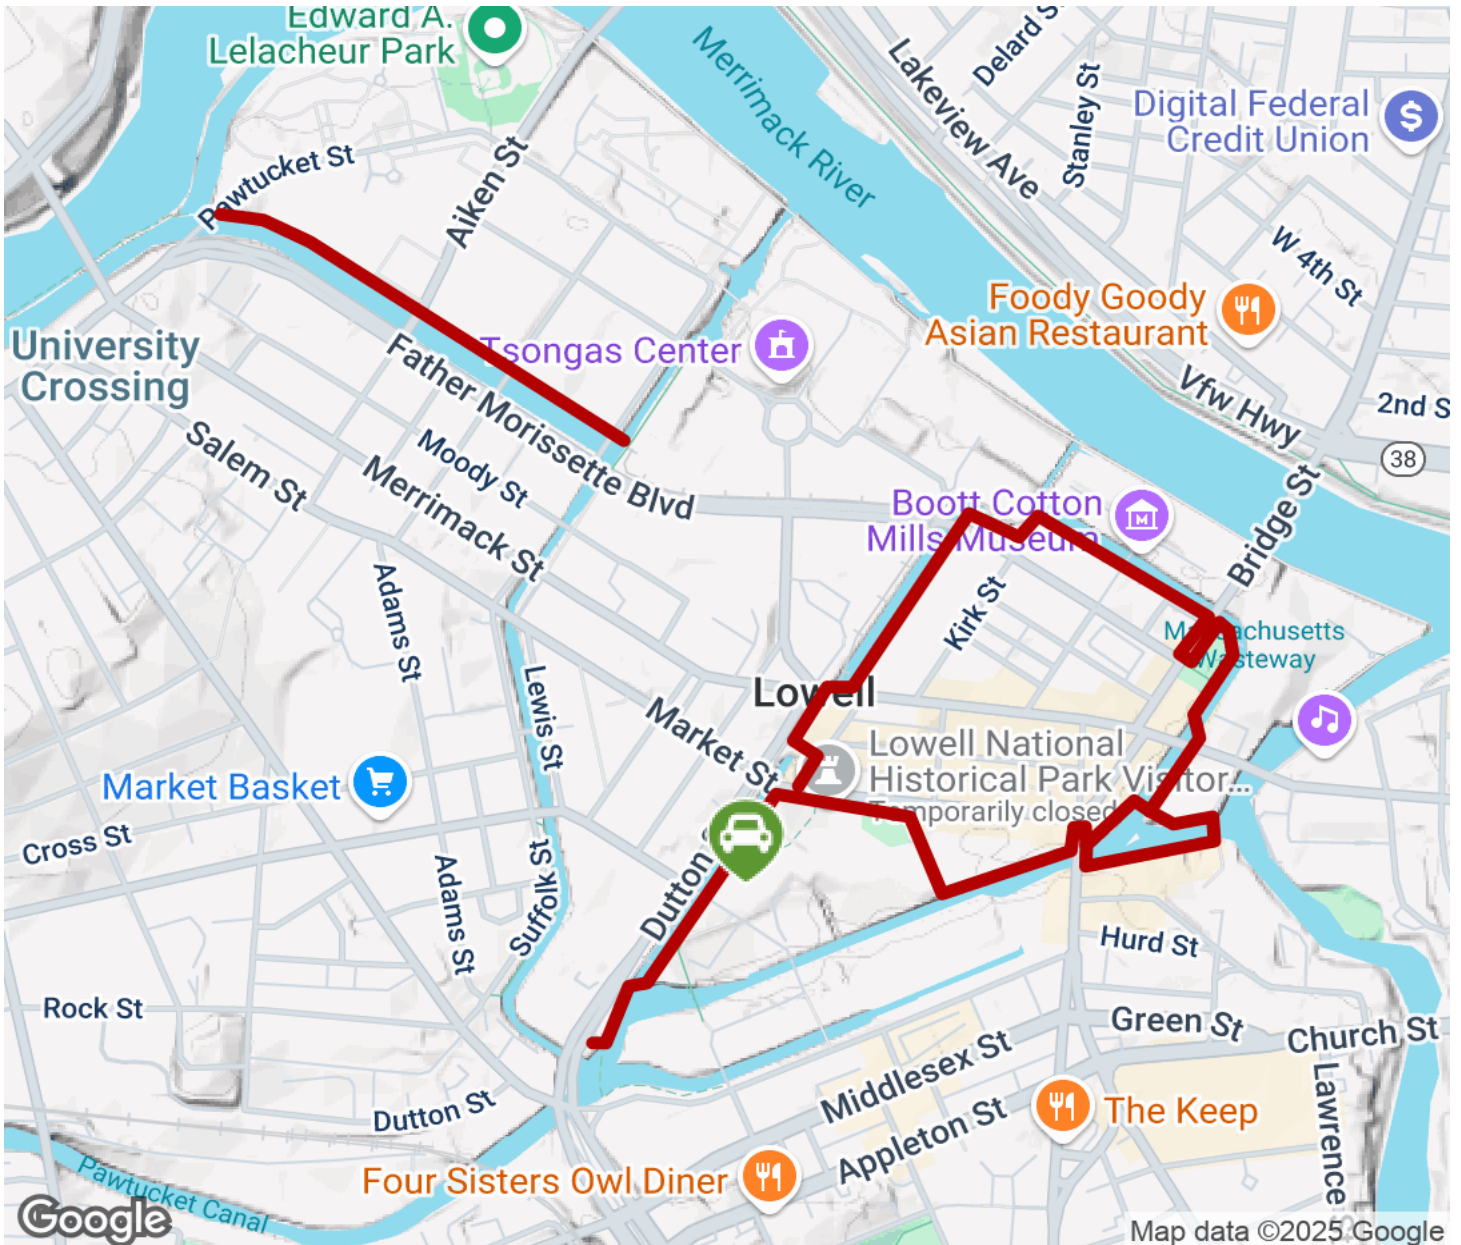 Edward A.
Lelacheur Park
Merrimack River
Lakeview Ave
Delard S
Stanley St
Digital Federal
Credit Union
$
Pawtucket St
Aiken St
W 4th St
Foody Goody
Asian Restaurant
University
Crossing
Tsongas Center
Father Morissette Blvd
Vfw Hwy
2nd S
38
Salem St
Moody St
Merrimack St
Boott Cotton
Mills Museum
M
Bridge St
Adams St
Kirk St
Massachusetts
Wasteway
Lewis St
Lowell
Market St
Lowell National
Historical Park Visitor...
Temporarily closed
Market Basket
Cross St
Dutton
Adams St
Suffolk St
Hurd St
Rock St
Green St
Church St
Middlesex St
Lawrence St
Dutton St
Appleton St
The Keep
Four Sisters Owl Diner
Pawtucket Canal
Google
Map data ©2025 Google